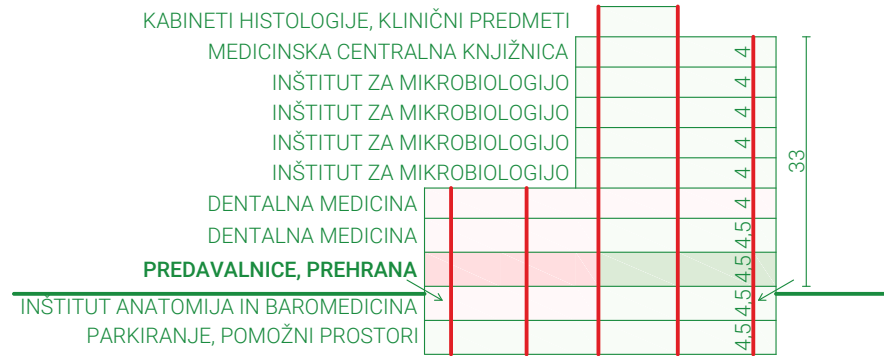 KABINETI HISTOLOGIJE, KLINIČNI PREDMETI
MEDICINSKA CENTRALNA KNJIŽNICA 4
INŠTITUT ZA MIKROBIOLOGIJO 4
INŠTITUT ZA MIKROBIOLOGIJO 4
INŠTITUT ZA MIKROBIOLOGIJO 4
INŠTITUT ZA MIKROBIOLOGIJO 4
33
DENTALNA MEDICINA 4
DENTALNA MEDICINA 4,5
PREDAVALNICE, PREHRANA 4,5
INŠTITUT ANATOMIJA IN BAROMEDICINA 4,5
PARKIRANJE, POMOŽNI PROSTORI 4,5